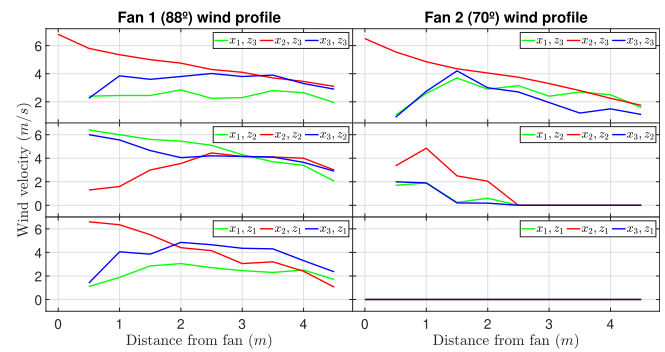 Fan 1 (88º) wind profile
Fan 2 (70º) wind profile
x₁, z₃ x₂, z₃ x₃, z₃
x₁, z₃ x₂, z₃ x₃, z₃
6
4
2
x₁, z₂ x₂, z₂ x₃, z₂
x₁, z₂ x₂, z₂ x₃, z₂
6
4
2
0
x₁, z₁ x₂, z₁ x₃, z₁
x₁, z₁ x₂, z₁ x₃, z₁
6
4
2
0
Wind velocity (m/s)
0 1 2 3 4
0 1 2 3 4
Distance from fan (m)
Distance from fan (m)